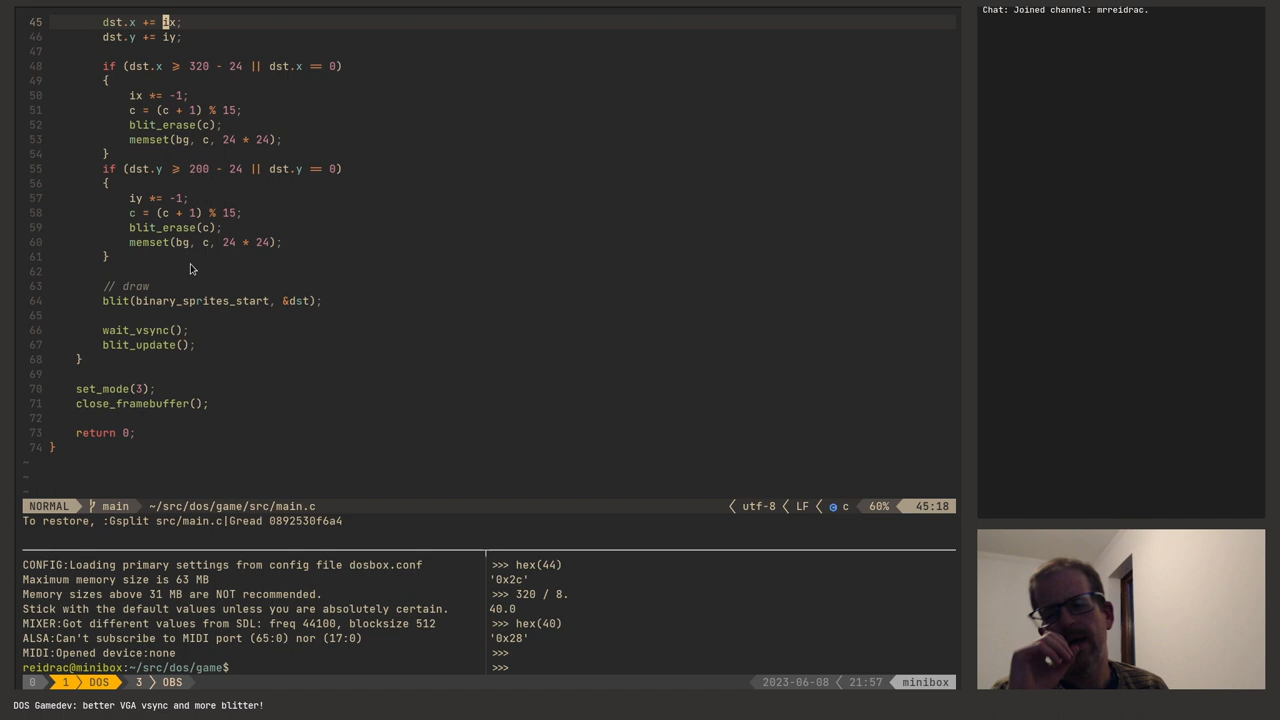 45 dst.x += ix;
46 dst.y += iy;
47
48 if (dst.x >= 320 - 24 || dst.x == 0)
49 {
50 ix *= -1;
51 c = (c + 1) % 15;
52 blit_erase(c);
53 memset(bg, c, 24 * 24);
54 }
55 if (dst.y >= 200 - 24 || dst.y == 0)
56 {
57 iy *= -1;
58 c = (c + 1) % 15;
59 blit_erase(c);
60 memset(bg, c, 24 * 24);
61 }
62
63 // draw
64 blit(binary_sprites_start, &dst);
65
66 wait_vsync();
67 blit_update();
68 }
69
70 set_mode(3);
71 close_framebuffer();
72
73 return 0;
74 }
~
~
~
NORMAL main ~/src/dos/game/src/main.c utf-8 LF c 60% 45:18
To restore, :Gsplit src/main.c|Gread 0892530f6a4
CONFIG:Loading primary settings from config file dosbox.conf
Maximum memory size is 63 MB
Memory sizes above 31 MB are NOT recommended.
Stick with the default values unless you are absolutely certain.
MIXER:Got different values from SDL: freq 44100, blocksize 512
ALSA:Can't subscribe to MIDI port (65:0) nor (17:0)
MIDI:Opened device:none
reidrac@minibox:~/src/dos/game$
>>> hex(44)
'0x2c'
>>> 320 / 8.
40.0
>>> hex(40)
'0x28'
>>>
>>>
0 1 DOS 3 OBS 2023-06-08 21:57 minibox
DOS Gamedev: better VGA vsync and more blitter!
Chat: Joined channel: mrreidrac.